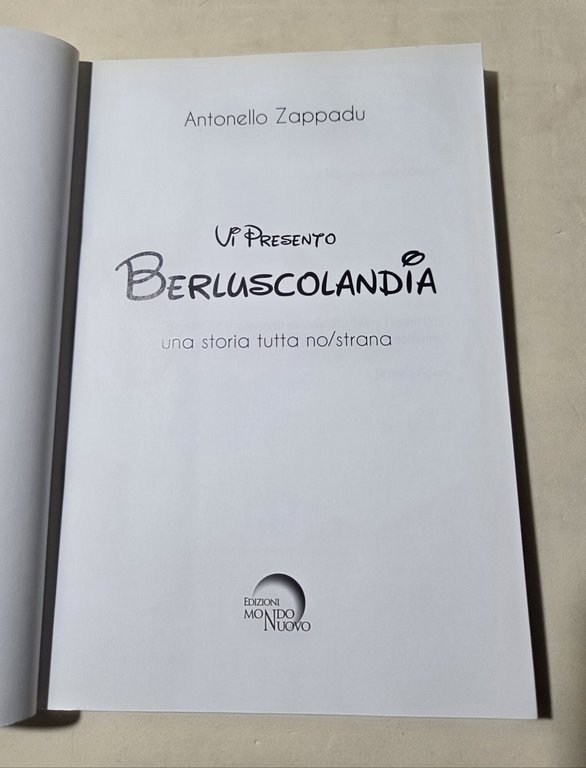 Antonello Zappadu
Vi Presento
Berluscolandia
una storia tutta no/strana
Edizioni
Mondo
Nuovo